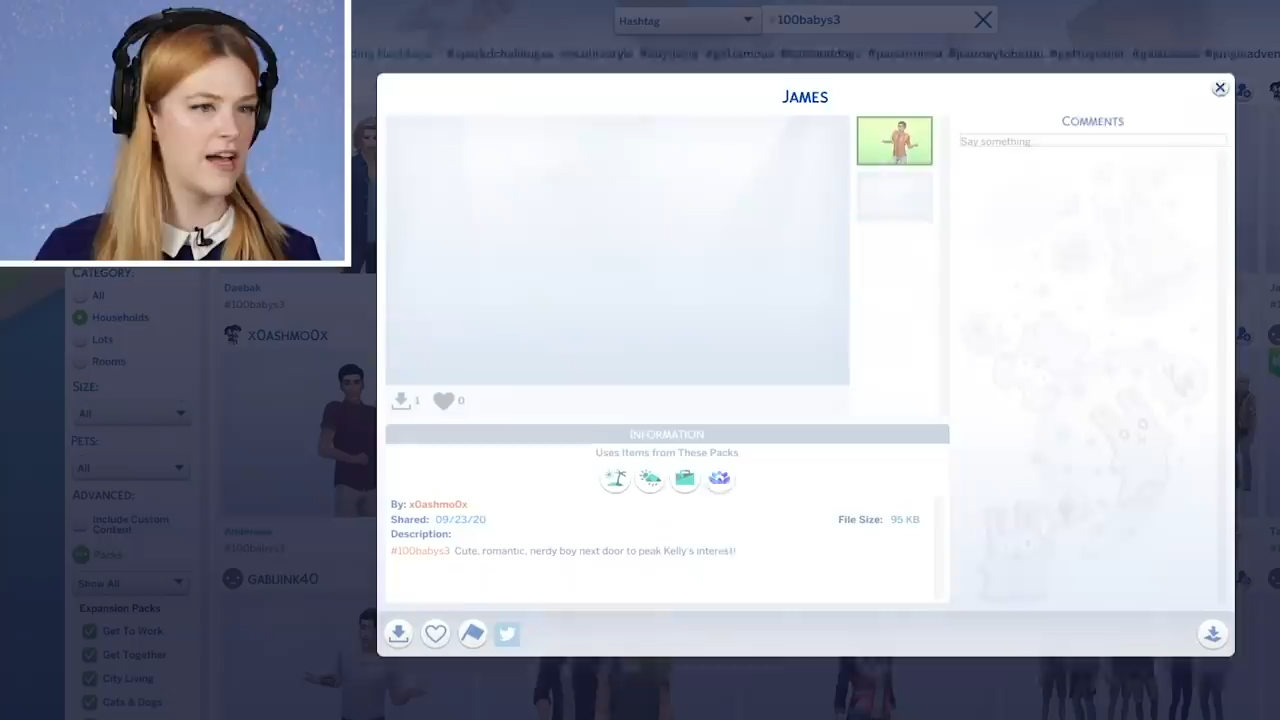 Hashtag
#100babys3
JAMES
COMMENTS
Say something...
CATEGORY:
All
Households
Lots
Rooms
SIZE:
All
PETS:
All
ADVANCED:
Include Custom
Content
Packs
Show All
Expansion Packs
Get To Work
Get Together
City Living
Cats & Dogs
Daebak
#100babys3
x0ASHMO0x
Anderson
#100babys3
GABLIINK40
1
0
INFORMATION
Uses Items from These Packs
By: x0ashmo0x
Shared: 09/23/20
File Size: 95 KB
Description:
#100babys3 Cute, romantic, nerdy boy next door to peak Kelly's interest!